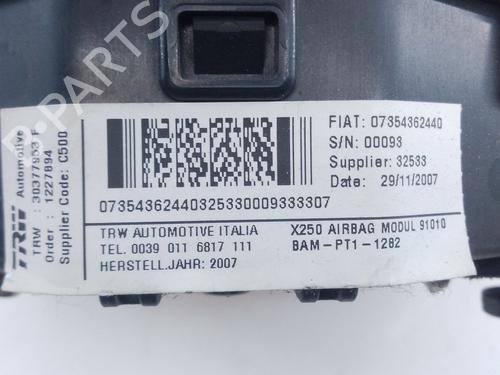 TRW Automotive
TRW : 30377953 F
Order : 1227894
Supplier Code: C500
FIAT: 07354362440
S/N: 00093
Supplier: 32533
Date: 29/11/2007
07354362440325330009333307
TRW AUTOMOTIVE ITALIA
TEL. 0039 011 6817 111
HERSTELL.JAHR: 2007
X250 AIRBAG MODUL 91010
BAM-PT1-1282
B-PARTS